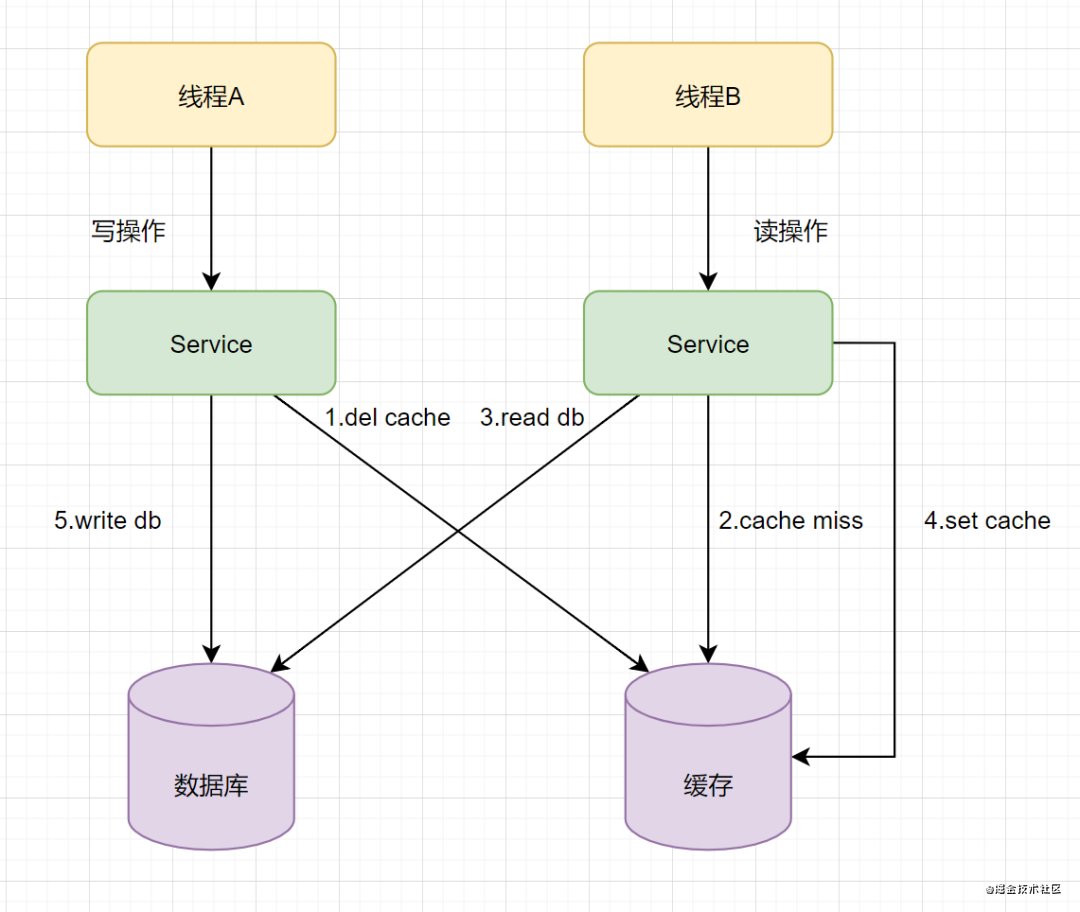 线程A
线程B
写操作
读操作
Service
Service
1.del cache
3.read db
5.write db
2.cache miss
4.set cache
数据库
缓存
@掘金技术社区